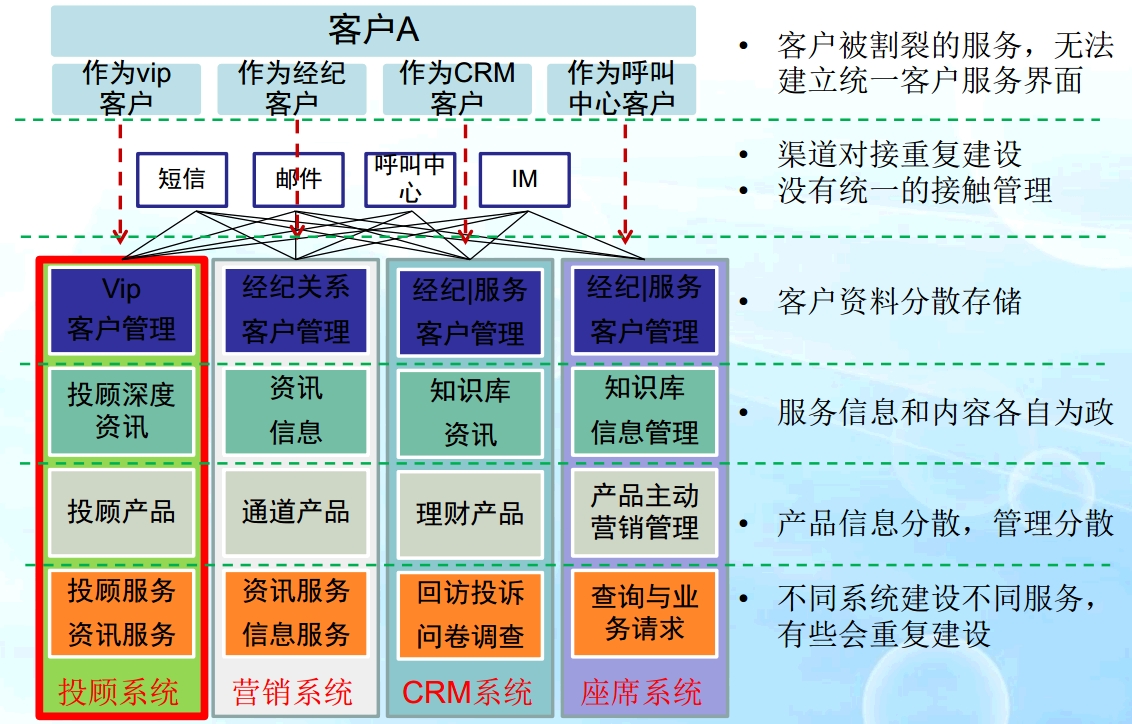 客户A
作为vip
客户
作为经纪
客户
作为CRM
客户
作为呼叫
中心客户
• 客户被割裂的服务，无法
建立统一客户服务界面
短信
邮件
呼叫中
心
IM
• 渠道对接重复建设
• 没有统一的接触管理
Vip
客户管理
经纪关系
客户管理
经纪|服务
客户管理
经纪|服务
客户管理
• 客户资料分散存储
投顾深度
资讯
资讯
信息
知识库
资讯
知识库
信息管理
• 服务信息和内容各自为政
投顾产品
通道产品
理财产品
产品主动
营销管理
• 产品信息分散，管理分散
投顾服务
资讯服务
资讯服务
信息服务
回访投诉
问卷调查
查询与业
务请求
• 不同系统建设不同服务，
有些会重复建设
投顾系统
营销系统
CRM系统
座席系统